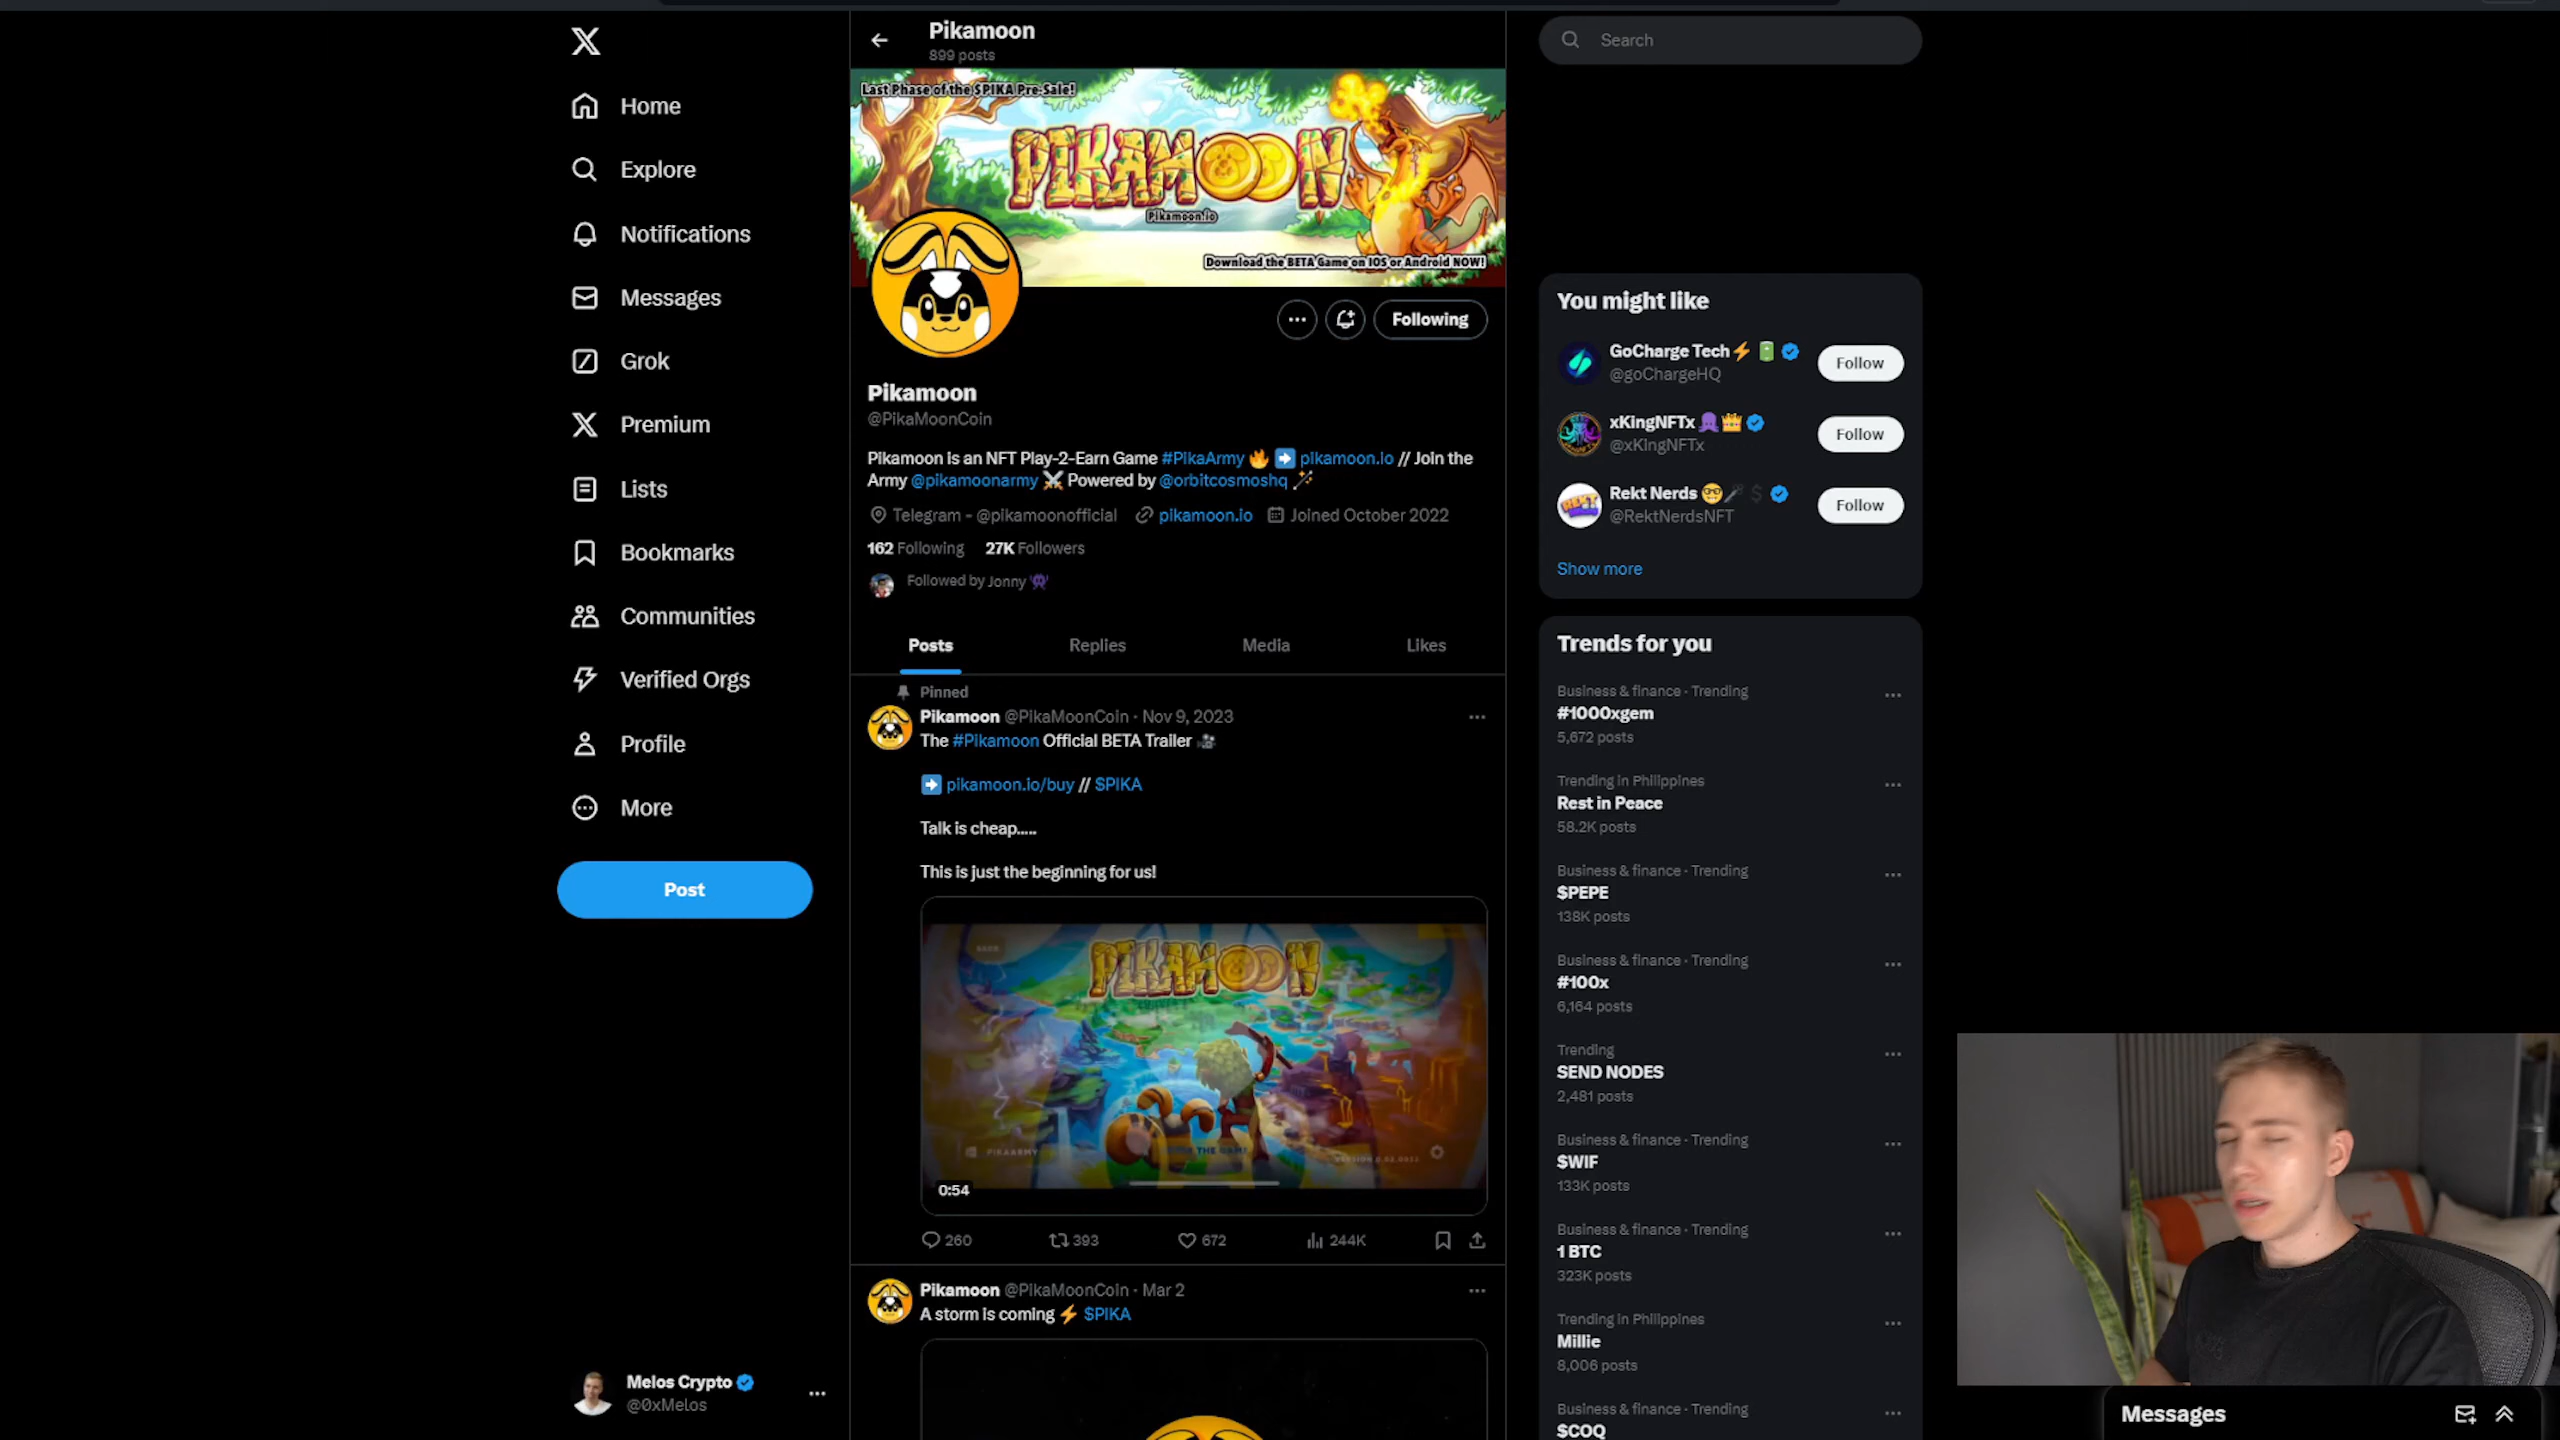 Home
Explore
Notifications
Messages
Grok
Premium
Lists
Bookmarks
Communities
Verified Orgs
Profile
More
Post
Melos Crypto
@0xMelos
Pikamoon
899 posts
Last Phase of the $PIKA Pre-Sale!
PIKAMOON
Pikamoon.io
Download the BETA Game on IOS or Android NOW!
Following
Pikamoon
@PikaMoonCoin
Pikamoon is an NFT Play-2-Earn Game #PikaArmy 🔥 ➡️ pikamoon.io // Join the
Army @pikamoonarmy ⚔️ Powered by @orbitcosmoshq 🪄
Telegram - @pikamoonofficial pikamoon.io Joined October 2022
162 Following 27K Followers
Followed by Jonny 👾
Posts Replies Media Likes
Pinned
Pikamoon @PikaMoonCoin · Nov 9, 2023
The #Pikamoon Official BETA Trailer 🎥
➡️ pikamoon.io/buy // $PIKA
Talk is cheap.....
This is just the beginning for us!
PIKAMOON
PIKAARMY
THE GAME
0:54
260 393 672 244K
Pikamoon @PikaMoonCoin · Mar 2
A storm is coming ⚡ $PIKA
Search
You might like
GoCharge Tech⚡🔋
@goChargeHQ
Follow
xKingNFTx 🐙👑
@xKIngNFTx
Follow
Rekt Nerds 🤓🎤💲
@RektNerdsNFT
Follow
Show more
Trends for you
Business & finance · Trending
#1000xgem
5,672 posts
Trending in Philippines
Rest in Peace
58.2K posts
Business & finance · Trending
$PEPE
138K posts
Business & finance · Trending
#100x
6,164 posts
Trending
SEND NODES
2,481 posts
Business & finance · Trending
$WIF
133K posts
Business & finance · Trending
1 BTC
323K posts
Trending in Philippines
Millie
8,006 posts
Business & finance · Trending
$COQ
Messages